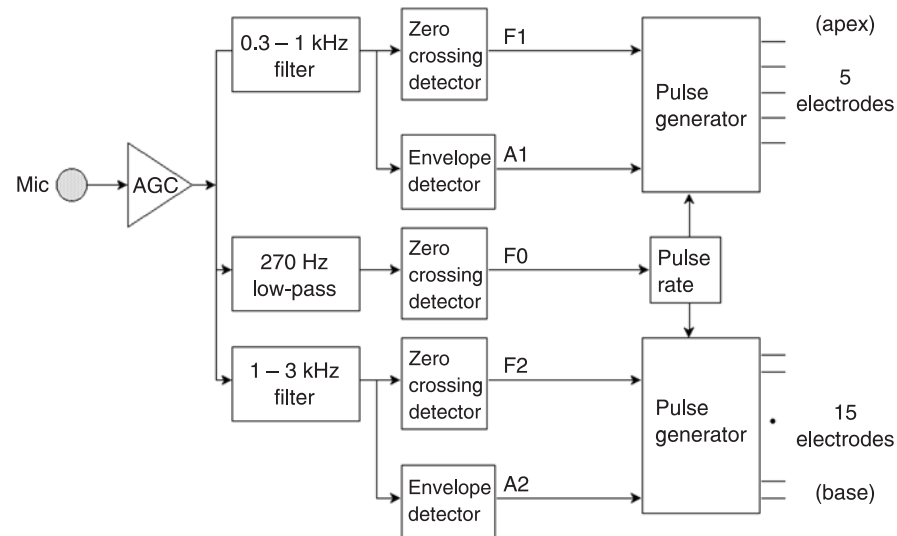 Mic
AGC
0.3 – 1 kHz
filter
Zero
crossing
detector
F1
Envelope
detector
A1
Pulse
generator
(apex)
5
electrodes
270 Hz
low-pass
Zero
crossing
detector
F0
Pulse
rate
1 – 3 kHz
filter
Zero
crossing
detector
F2
Envelope
detector
A2
Pulse
generator
15
electrodes
(base)